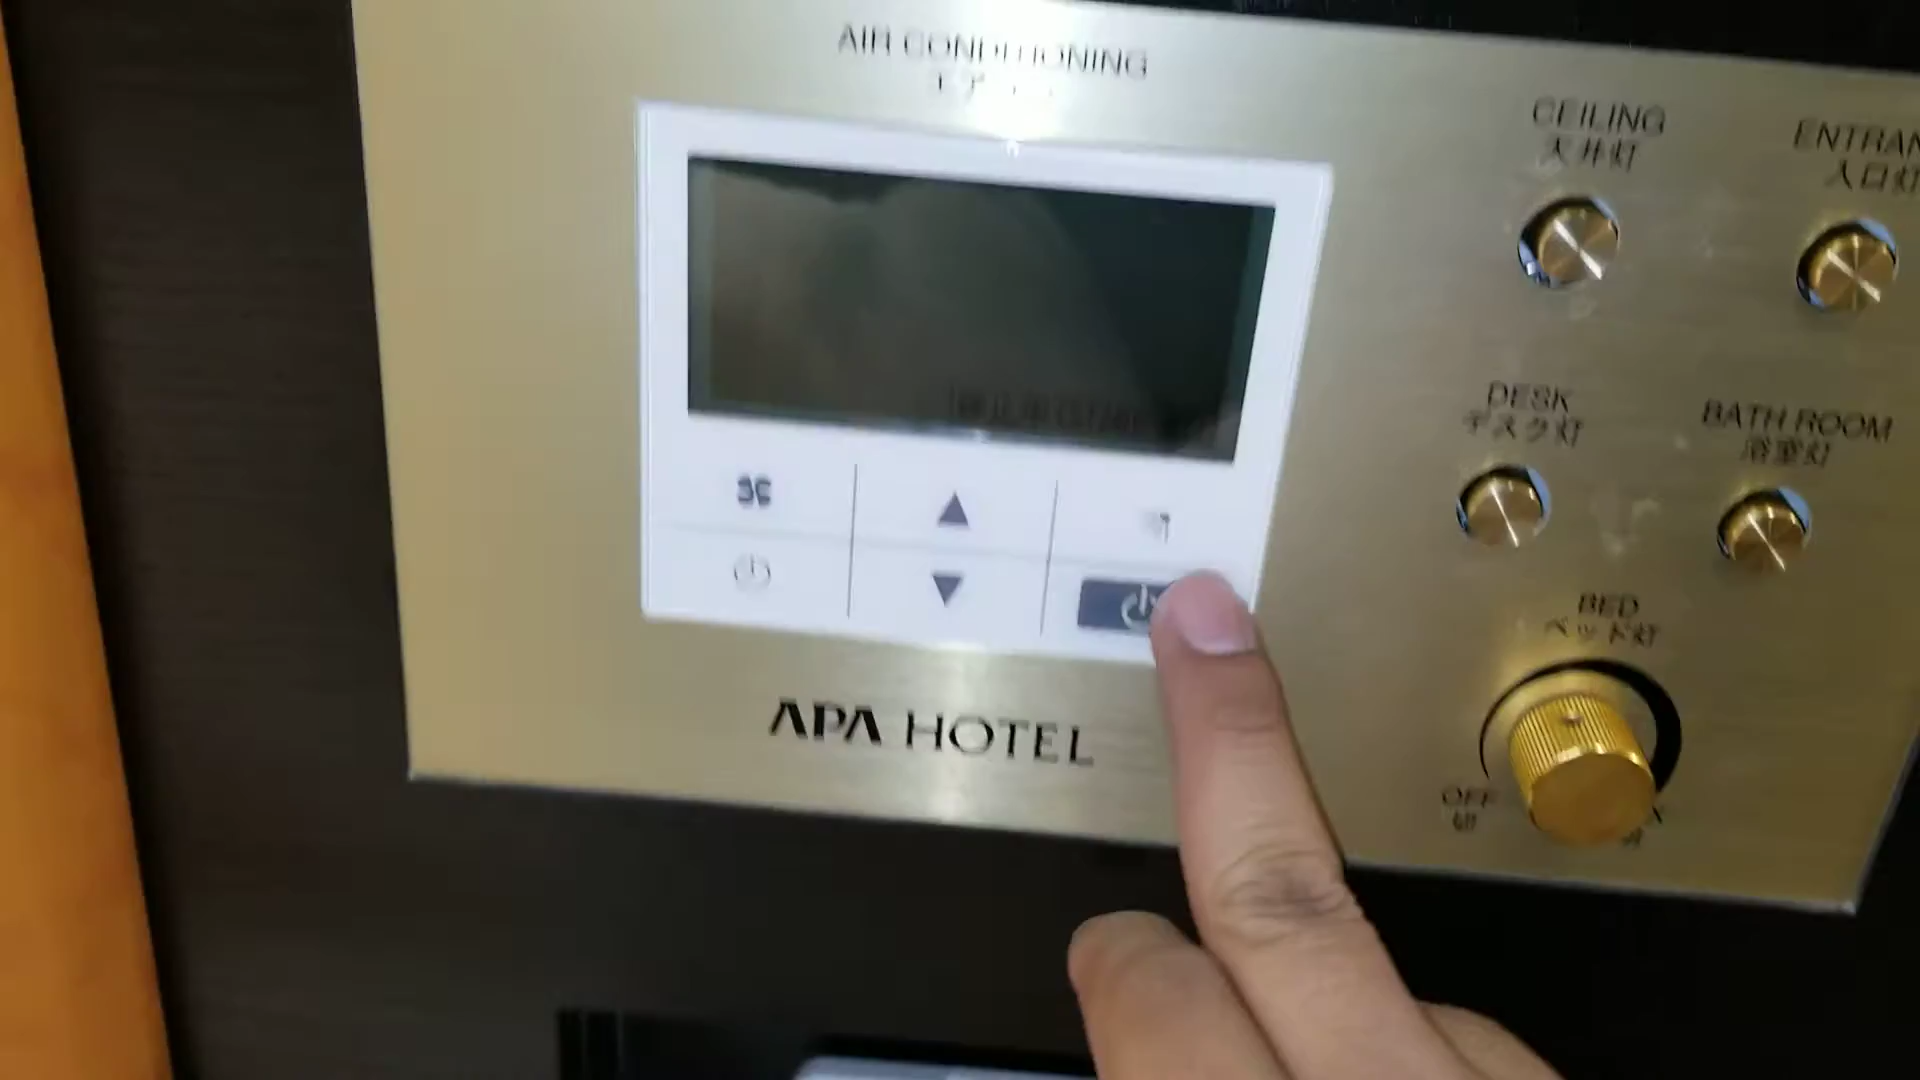 AIR CONDITIONING
CEILING
天井灯
入口灯
DESK
デスク灯
BATH ROOM
浴室灯
BED
ベッド灯
APA HOTEL
OFF
切